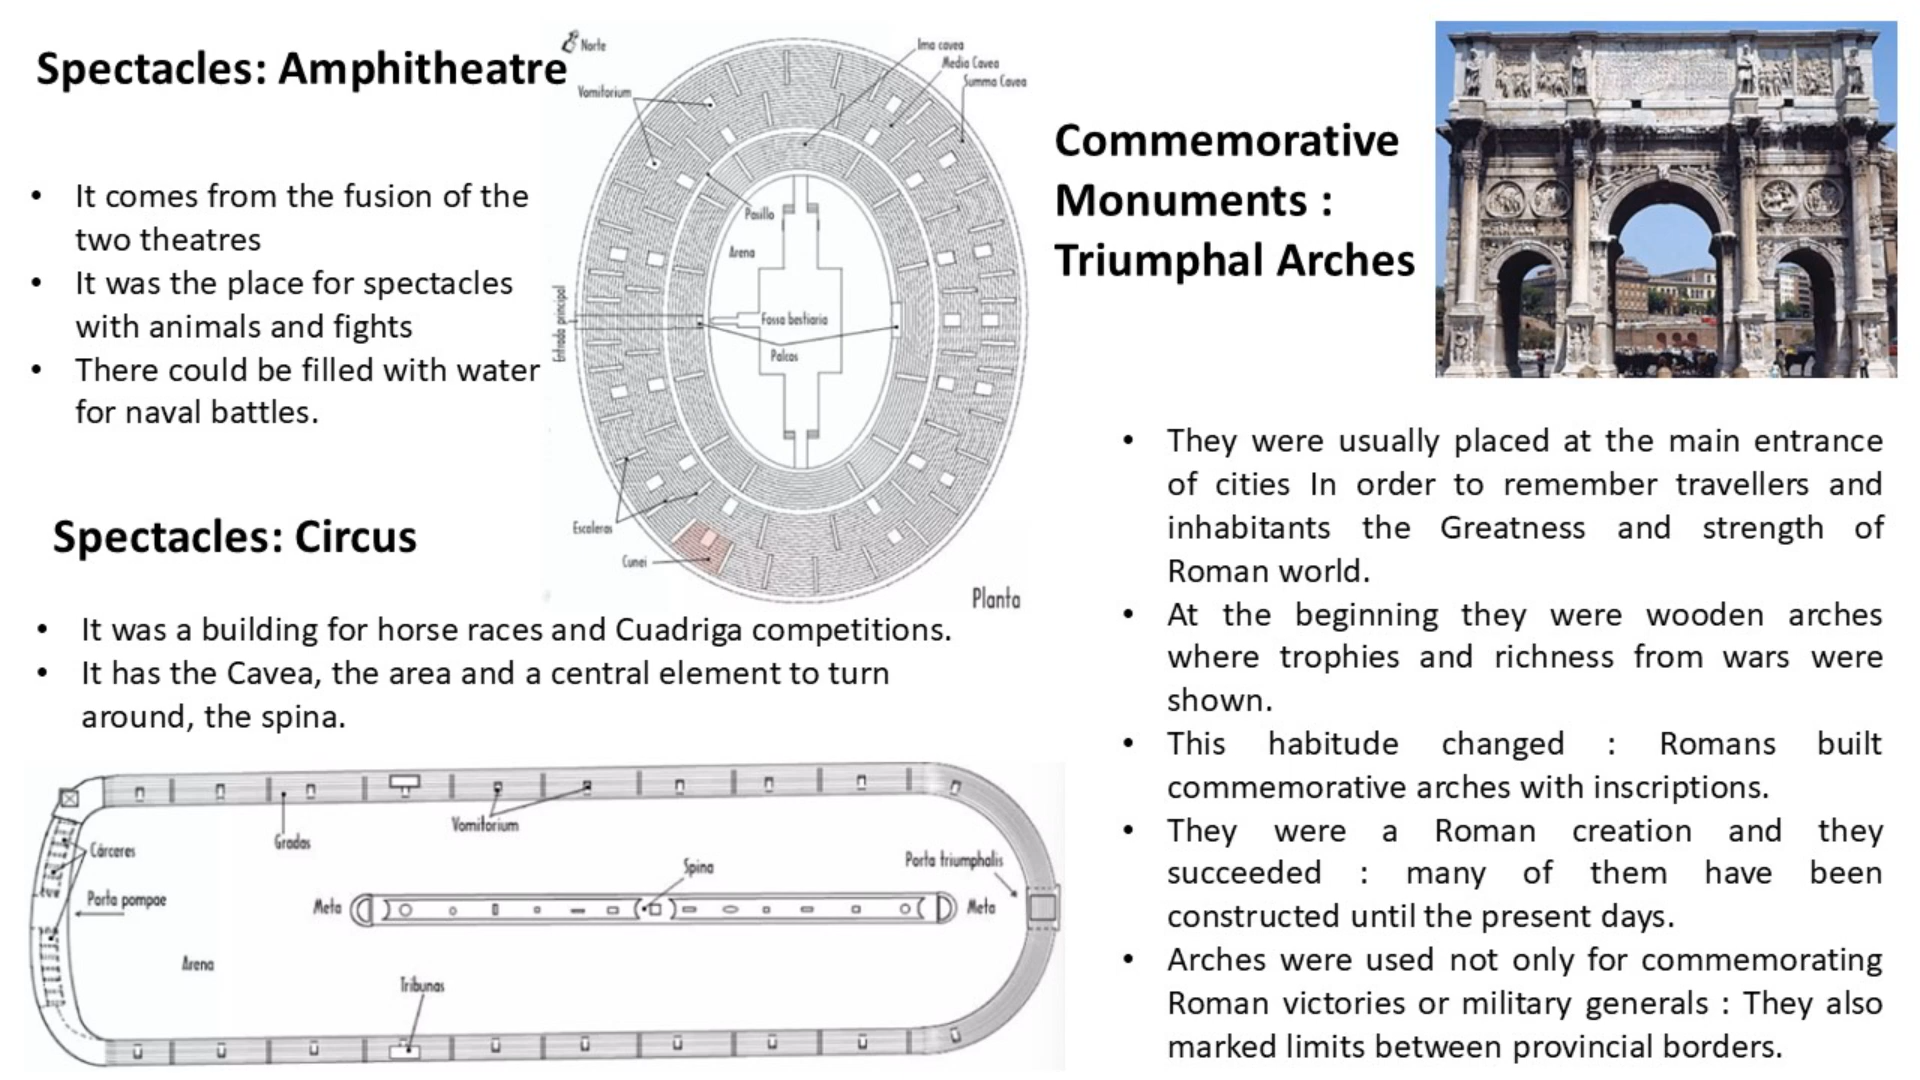 Spectacles: Amphitheatre
• It comes from the fusion of the
two theatres
• It was the place for spectacles
with animals and fights
• There could be filled with water
for naval battles.
Norte
Vomitorium
Ima cavea
Media Cavea
Summa Cavea
Pasillo
Arena
Entrada principal
Fossa bestiaria
Palcos
Escaleras
Cunei
Planta
Spectacles: Circus
• It was a building for horse races and Cuadriga competitions.
• It has the Cavea, the area and a central element to turn
around, the spina.
Gradas
Vomitorium
Cárceres
Porta pompae
Spina
Porta triumphalis
Meta
Meta
Arena
Tribunas
Commemorative
Monuments :
Triumphal Arches
• They were usually placed at the main entrance
of cities In order to remember travellers and
inhabitants the Greatness and strength of
Roman world.
• At the beginning they were wooden arches
where trophies and richness from wars were
shown.
• This habitude changed : Romans built
commemorative arches with inscriptions.
• They were a Roman creation and they
succeeded : many of them have been
constructed until the present days.
• Arches were used not only for commemorating
Roman victories or military generals : They also
marked limits between provincial borders.